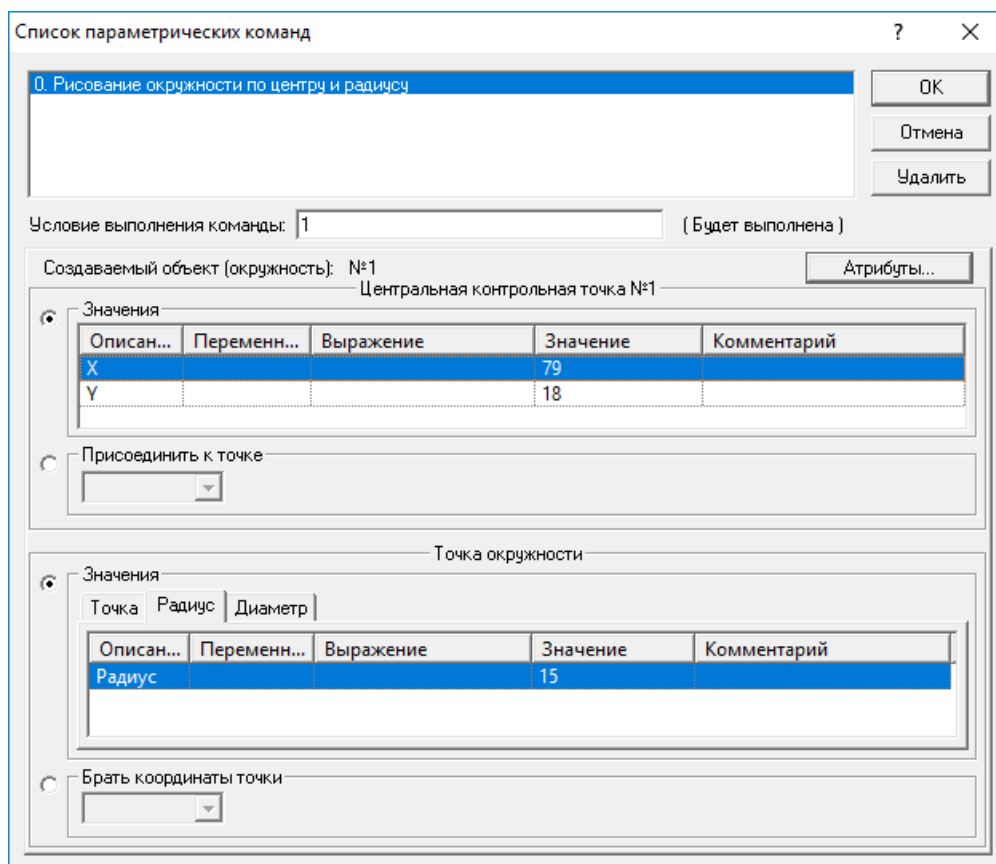 Список параметрических команд ?
0. Рисование окружности по центру и радиусу
OK
Отмена
Удалить
Условие выполнения команды: 1 ( Будет выполнена )
Создаваемый объект (окружность): №1 Атрибуты...
Центральная контрольная точка №1
Значения
Описан... Переменн... Выражение Значение Комментарий
X 79
Y 18
Присоединить к точке
Точка окружности
Значения
Точка Радиус Диаметр
Описан... Переменн... Выражение Значение Комментарий
Радиус 15
Брать координаты точки